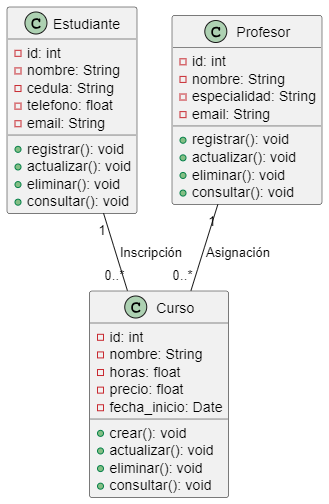 C Estudiante
- id: int
- nombre: String
- cedula: String
- telefono: float
- email: String
registrar(): void
actualizar(): void
eliminar(): void
consultar(): void
C Profesor
- id: int
- nombre: String
- especialidad: String
- email: String
registrar(): void
actualizar(): void
eliminar(): void
consultar(): void
1
1
Inscripción
Asignación
0..*
0..*
C Curso
- id: int
- nombre: String
- horas: float
- precio: float
- fecha_inicio: Date
crear(): void
actualizar(): void
eliminar(): void
consultar(): void